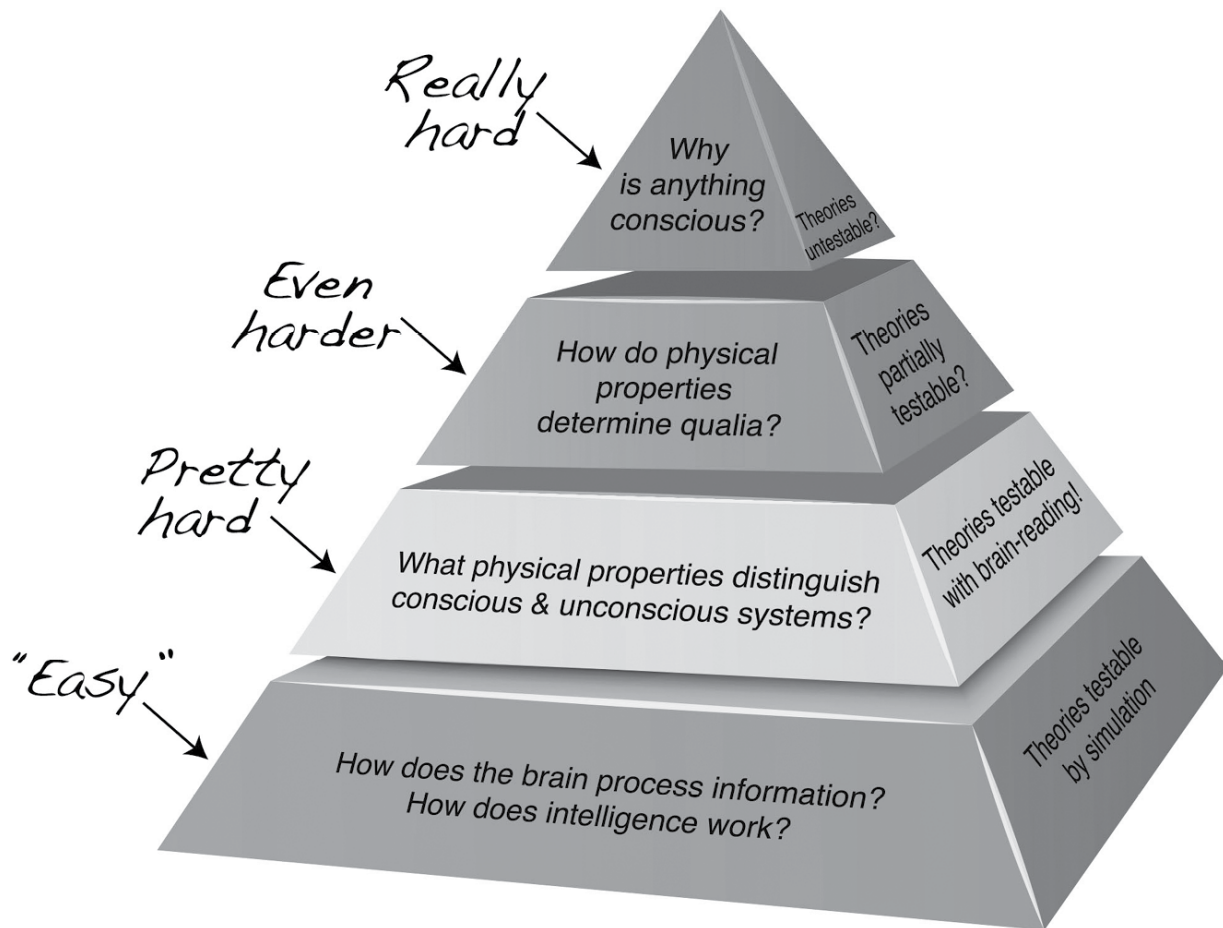 Really
hard
Why
is anything
conscious?
Theories
untestable?
Even
harder
How do physical
properties
determine qualia?
Theories
partially
testable?
Pretty
hard
What physical properties distinguish
conscious & unconscious systems?
Theories testable
with brain-reading!
"Easy"
How does the brain process information?
How does intelligence work?
Theories testable
by simulation